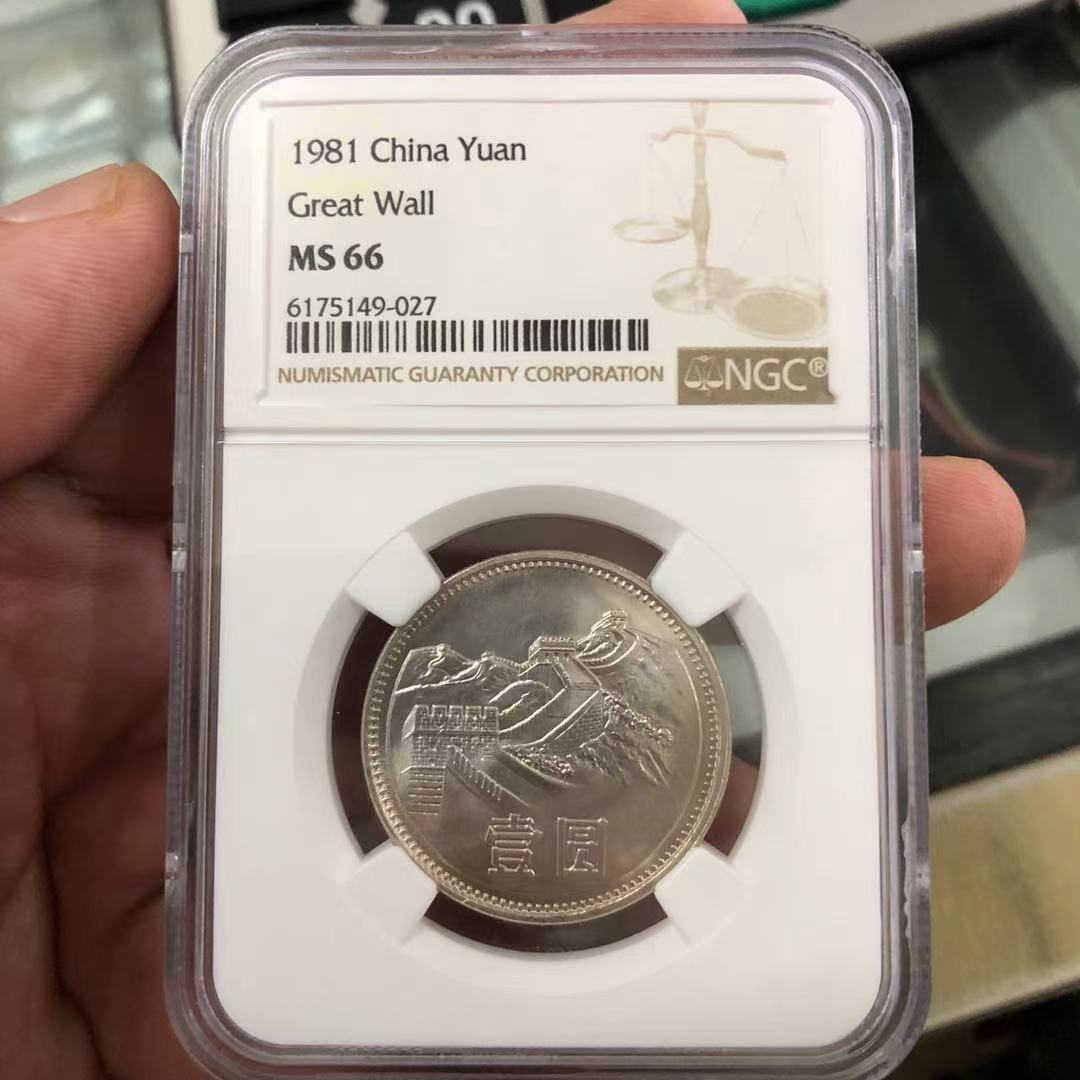 1981 China Yuan
Great Wall
MS 66
6175149-027
NUMISMATIC GUARANTY CORPORATION
NGC®
壹圆